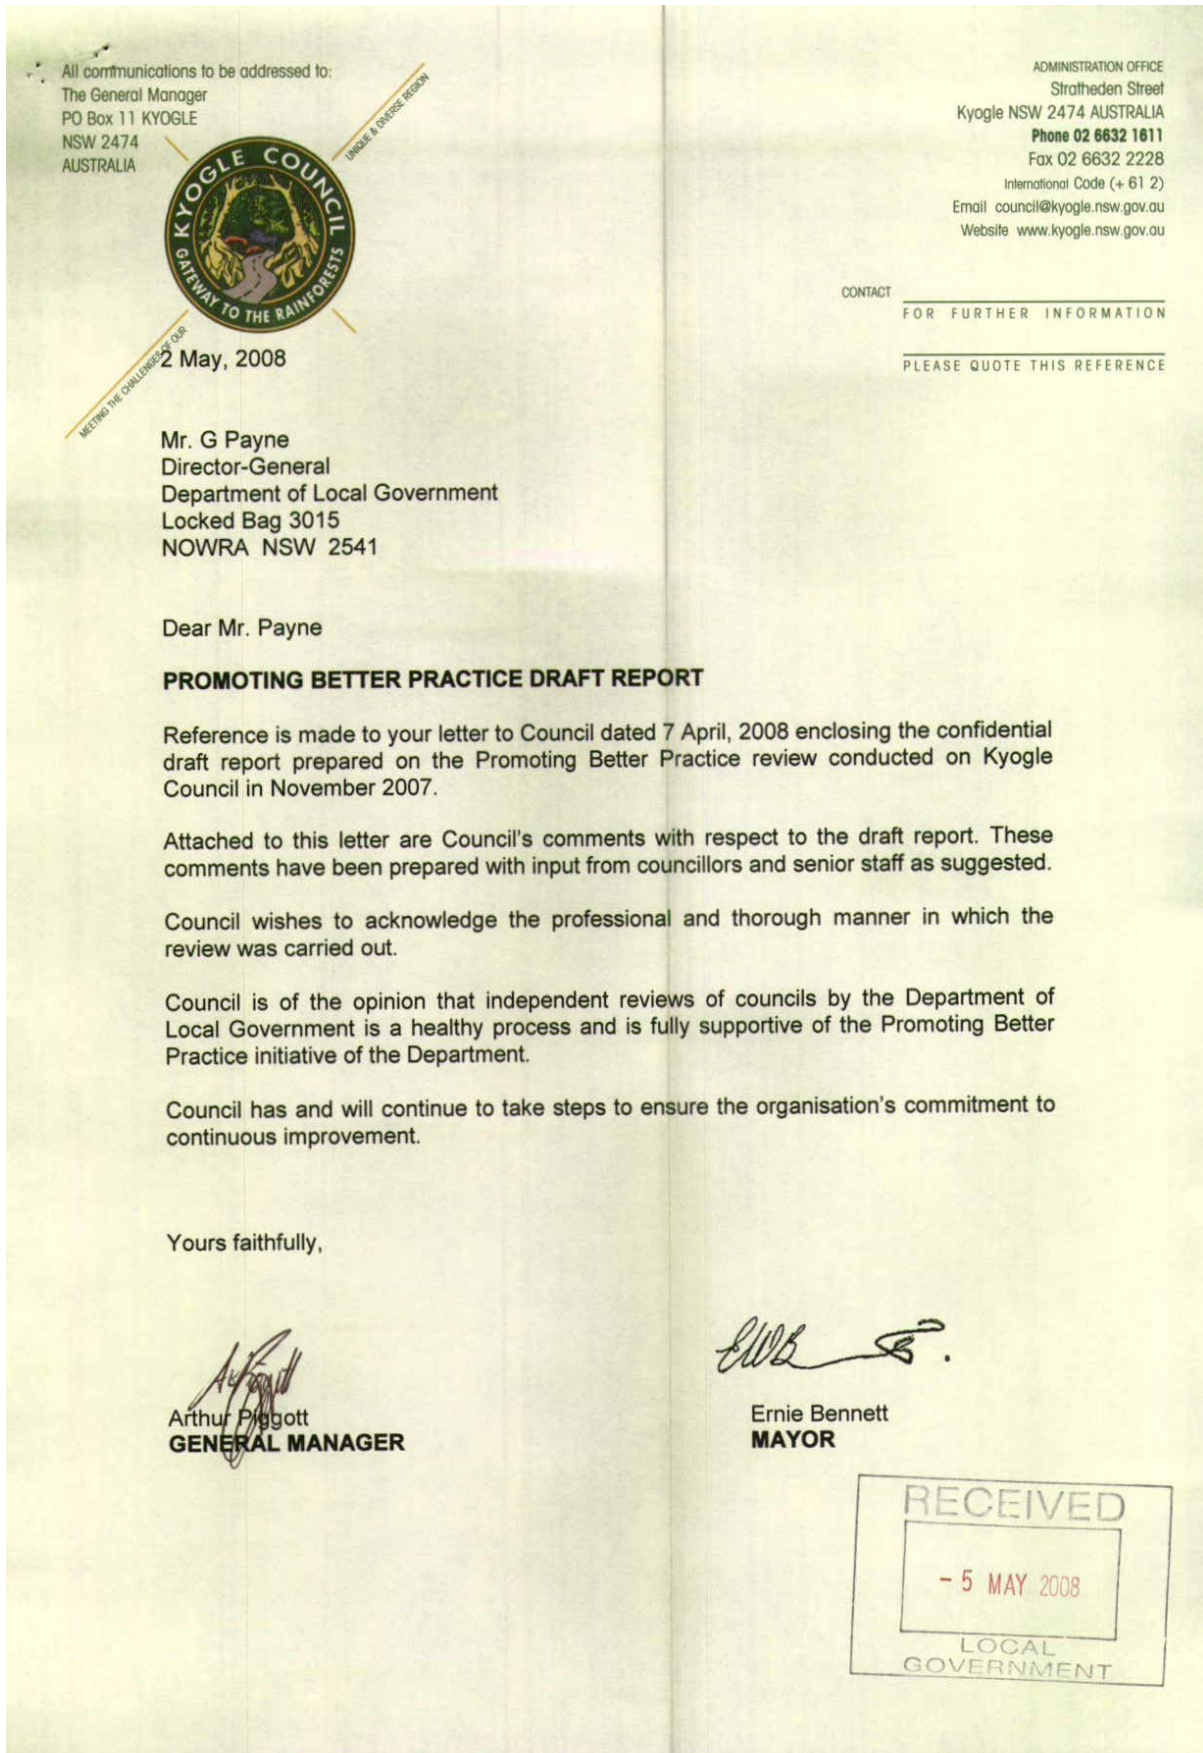 All communications to be addressed to:
The General Manager
PO Box 11 KYOGLE
NSW 2474
AUSTRALIA
UNIQUE & DIVERSE REGION
KYOGLE COUNCIL
GATEWAY TO THE RAINFORESTS
MEETING THE CHALLENGES OF OUR
ADMINISTRATION OFFICE
Stratheden Street
Kyogle NSW 2474 AUSTRALIA
Phone 02 6632 1611
Fax 02 6632 2228
International Code (+ 61 2)
Email council@kyogle.nsw.gov.au
Website www.kyogle.nsw.gov.au
CONTACT
FOR FURTHER INFORMATION
PLEASE QUOTE THIS REFERENCE
2 May, 2008
Mr. G Payne
Director-General
Department of Local Government
Locked Bag 3015
NOWRA NSW 2541
Dear Mr. Payne
PROMOTING BETTER PRACTICE DRAFT REPORT
Reference is made to your letter to Council dated 7 April, 2008 enclosing the confidential
draft report prepared on the Promoting Better Practice review conducted on Kyogle
Council in November 2007.
Attached to this letter are Council's comments with respect to the draft report. These
comments have been prepared with input from councillors and senior staff as suggested.
Council wishes to acknowledge the professional and thorough manner in which the
review was carried out.
Council is of the opinion that independent reviews of councils by the Department of
Local Government is a healthy process and is fully supportive of the Promoting Better
Practice initiative of the Department.
Council has and will continue to take steps to ensure the organisation's commitment to
continuous improvement.
Yours faithfully,
Arthur Piggott
GENERAL MANAGER
Ernie Bennett
MAYOR
RECEIVED
- 5 MAY 2008
LOCAL
GOVERNMENT